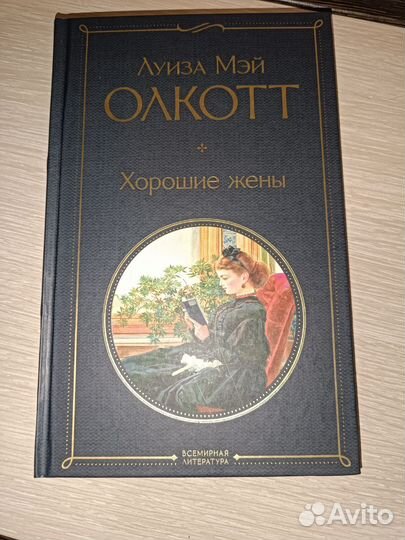 Луиза Мэй
ОЛКОТТ
Хорошие жены
ВСЕМИРНАЯ
ЛИТЕРАТУРА
Avito